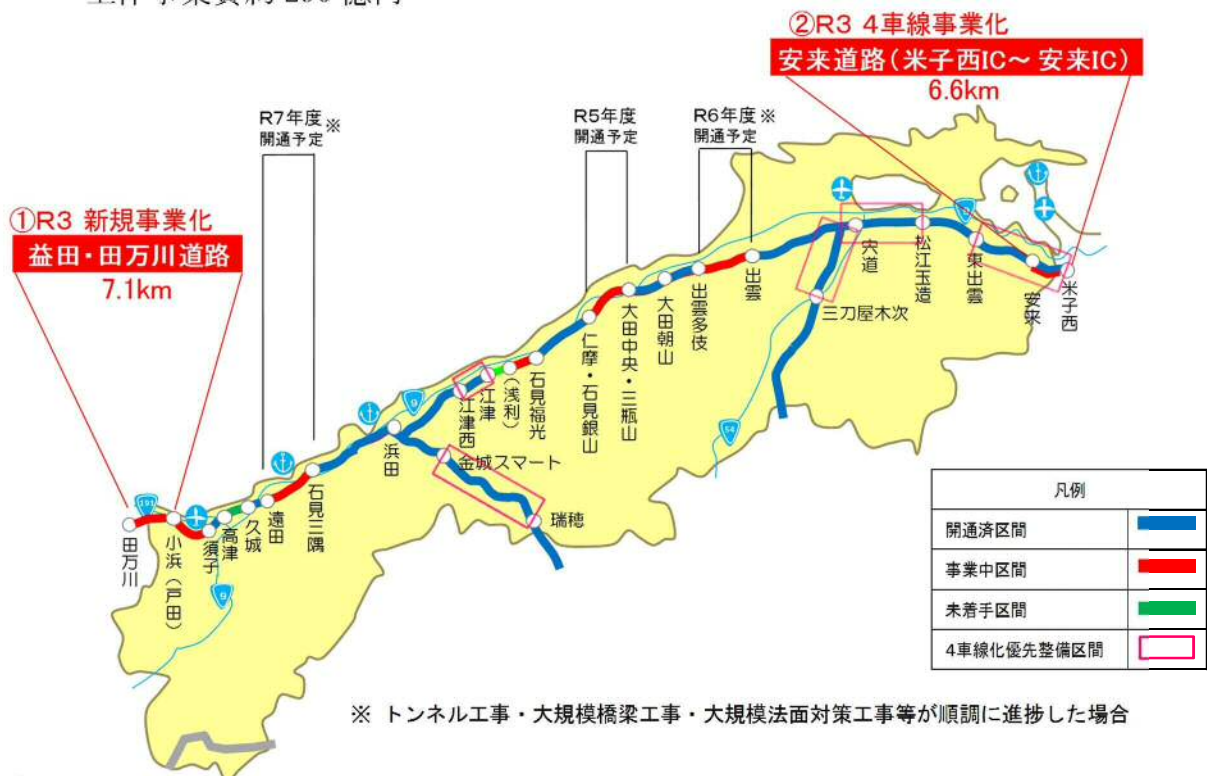 ②R3 4車線事業化
安来道路(米子西IC～ 安来IC)
6.6km
R7年度※
開通予定
R5年度
開通予定
R6年度※
開通予定
①R3 新規事業化
益田・田万川道路
7.1km
田万川
小浜(戸田)
須子
高津
久城
遠田
石見三隅
浜田
江津西
江津
(浅利)
石見福光
仁摩・石見銀山
大田中央・三瓶山
大田朝山
出雲多伎
出雲
宍道
松江玉造
東出雲
安来
米子西
三刀屋木次
金城スマート
瑞穂
191
9
9
9
54
凡例
開通済区間
事業中区間
未着手区間
4車線化優先整備区間
※ トンネル工事・大規模橋梁工事・大規模法面対策工事等が順調に進捗した場合